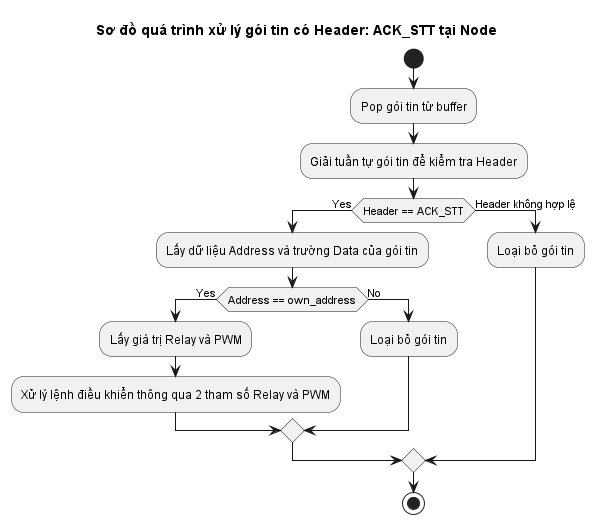 Sơ đồ quá trình xử lý gói tin có Header: ACK_STT tại Node
Pop gói tin từ buffer
Giải tuần tự gói tin để kiểm tra Header
Yes
Header == ACK_STT
Header không hợp lệ
Lấy dữ liệu Address và trường Data của gói tin
Loại bỏ gói tin
Yes
Address == own_address
No
Lấy giá trị Relay và PWM
Loại bỏ gói tin
Xử lý lệnh điều khiển thông qua 2 tham số Relay và PWM